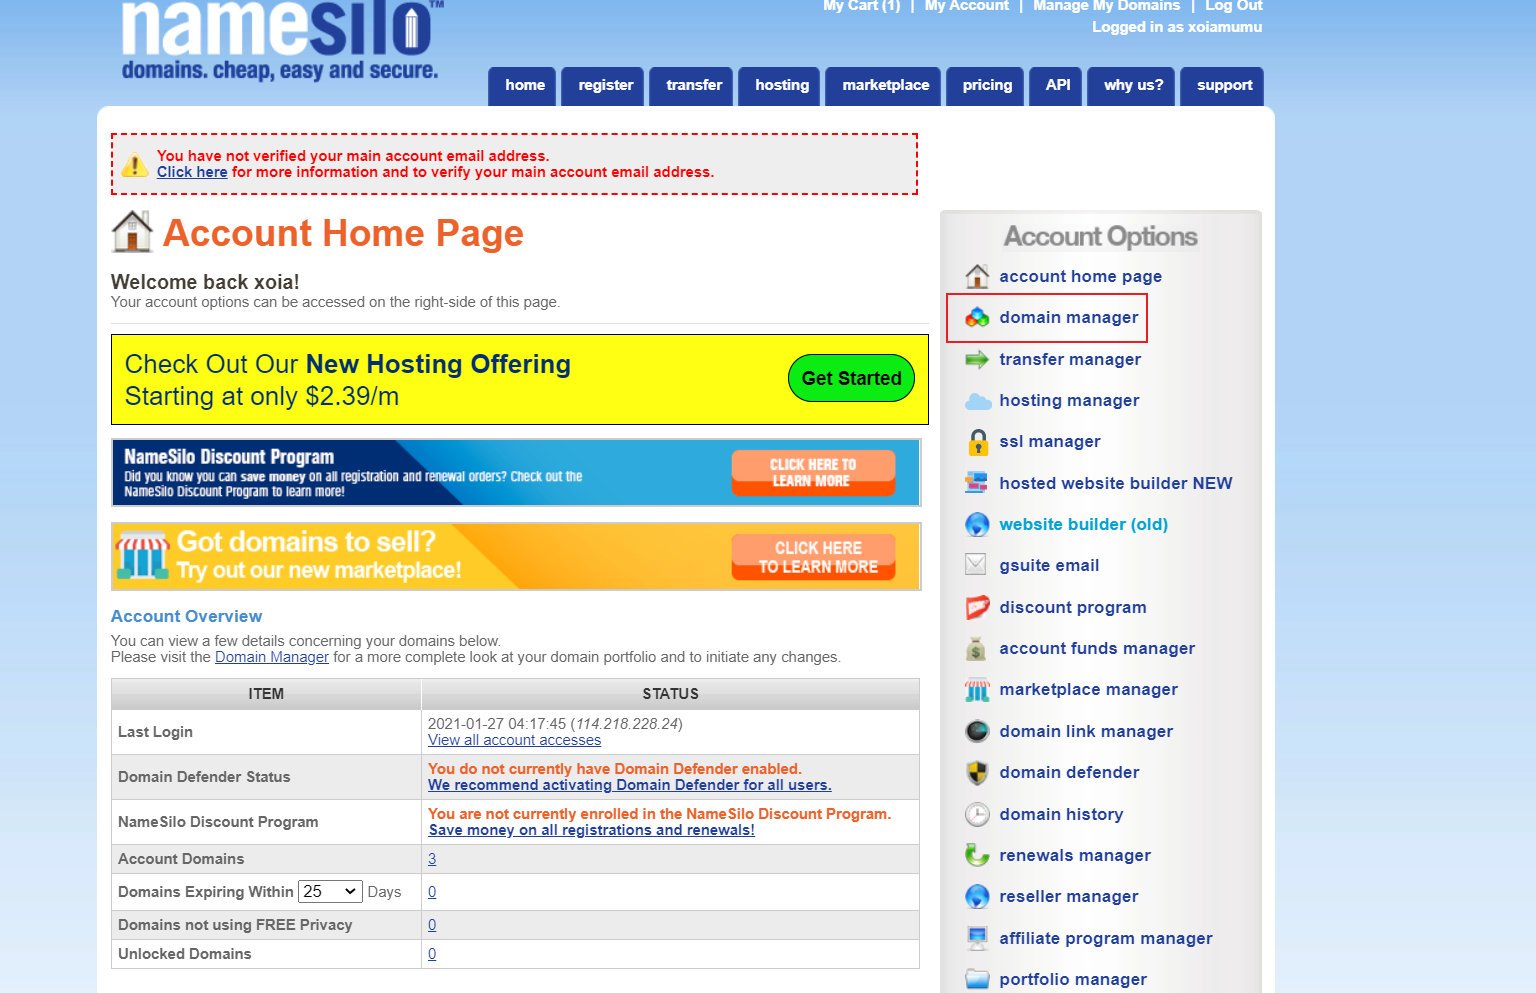 My Cart (1) | My Account | Manage My Domains | Log Out
Logged in as xoiamumu
namesilo™
domains. cheap, easy and secure.
home register transfer hosting marketplace pricing API why us? support
You have not verified your main account email address.
Click here for more information and to verify your main account email address.
Account Home Page
Welcome back xoia!
Your account options can be accessed on the right-side of this page.
Check Out Our New Hosting Offering
Starting at only $2.39/m
Get Started
NameSilo Discount Program
Did you know you can save money on all registration and renewal orders? Check out the
NameSilo Discount Program to learn more!
CLICK HERE TO
LEARN MORE
Got domains to sell?
Try out our new marketplace!
CLICK HERE
TO LEARN MORE
Account Overview
You can view a few details concerning your domains below.
Please visit the Domain Manager for a more complete look at your domain portfolio and to initiate any changes.
ITEM STATUS
Last Login 2021-01-27 04:17:45 (114.218.228.24)
View all account accesses
Domain Defender Status You do not currently have Domain Defender enabled.
We recommend activating Domain Defender for all users.
NameSilo Discount Program You are not currently enrolled in the NameSilo Discount Program.
Save money on all registrations and renewals!
Account Domains 3
Domains Expiring Within 25 Days 0
Domains not using FREE Privacy 0
Unlocked Domains 0
Account Options
account home page
domain manager
transfer manager
hosting manager
ssl manager
hosted website builder NEW
website builder (old)
gsuite email
discount program
account funds manager
marketplace manager
domain link manager
domain defender
domain history
renewals manager
reseller manager
affiliate program manager
portfolio manager